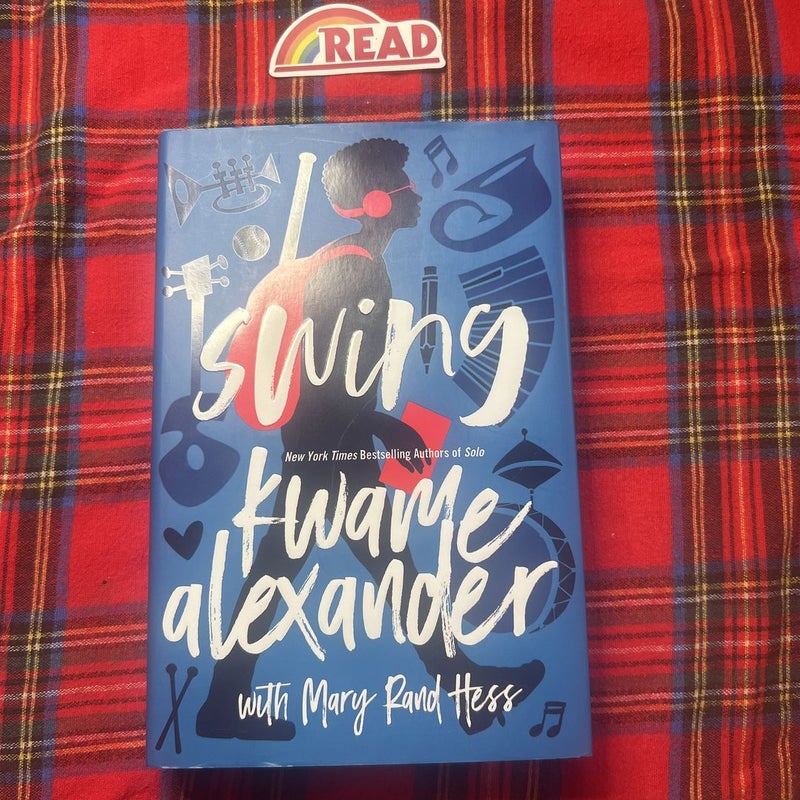 READ
swing
New York Times Bestselling Authors of Solo
kwame
alexander
with Mary Rand Hess